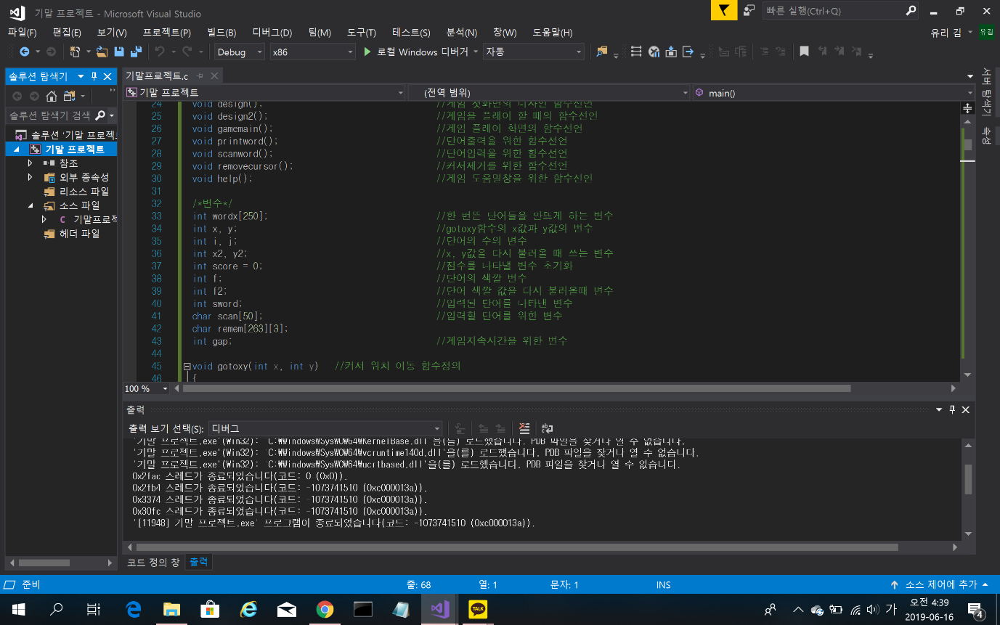 기말 프로젝트 - Microsoft Visual Studio
빠른 실행(Ctrl+Q)
파일(F) 편집(E) 보기(V) 프로젝트(P) 빌드(B) 디버그(D) 팀(M) 도구(T) 테스트(S) 분석(N) 창(W) 도움말(H)
유리 김
유김
Debug x86 로컬 Windows 디버거 자동
솔루션 탐색기
기말프로젝트.c
서버 탐색기
속성
기말 프로젝트 (전역 범위) main()
솔루션 탐색기 검색
솔루션 '기말 프로젝트
기말 프로젝트
참조
외부 종속성
리소스 파일
소스 파일
C 기말프로젝
헤더 파일
24 void design(); //게임 첫화면의 디자인 함수선언
25 void design2(); //게임을 플레이 할 때의 함수선언
26 void gamemain(); //게임 플레이 화면의 함수선언
27 void printword(); //단어출력을 위한 함수선언
28 void scanword(); //단어입력을 위한 함수선언
29 void removecursor(); //커서제거를 위한 함수선언
30 void help(); //게임 도움말창을 위한 함수선언
31
32 /*변수*/
33 int wordx[250]; //한 번뜬 단어들을 안뜨게 하는 변수
34 int x, y; //gotoxy함수의 x값과 y값의 변수
35 int i, j; //단어의 수의 변수
36 int x2, y2; //x, y값을 다시 불러올 때 쓰는 변수
37 int score = 0; //점수를 나타낼 변수 초기화
38 int f; //단어의 색깔 변수
39 int f2; //단어 색깔 값을 다시 불러올때 변수
40 int sword; //입력된 단어를 나타낸 변수
41 char scan[50]; //입력할 단어를 위한 변수
42 char remem[263][3];
43 int gap; //게임지속시간을 위한 변수
44
45 void gotoxy(int x, int y) //커서 위치 이동 함수정의
46 {
100 %
출력
출력 보기 선택(S): 디버그
'기말 프로젝트.exe'(Win32): 'C:\Windows\SysWOW64\KernelBase.dll'을(를) 로드했습니다. PDB 파일을 찾거나 열 수 없습니다.
'기말 프로젝트.exe'(Win32): 'C:\Windows\SysWOW64\vcruntime140d.dll'을(를) 로드했습니다. PDB 파일을 찾거나 열 수 없습니다.
'기말 프로젝트.exe'(Win32): 'C:\Windows\SysWOW64\ucrtbased.dll'을(를) 로드했습니다. PDB 파일을 찾거나 열 수 없습니다.
0x2fac 스레드가 종료되었습니다(코드: 0 (0x0)).
0x2fb4 스레드가 종료되었습니다(코드: -1073741510 (0xc000013a)).
0x3374 스레드가 종료되었습니다(코드: -1073741510 (0xc000013a)).
0x30fc 스레드가 종료되었습니다(코드: -1073741510 (0xc000013a)).
'[11948] 기말 프로젝트.exe' 프로그램이 종료되었습니다(코드: -1073741510 (0xc000013a)).
코드 정의 창 출력
준비 줄: 68 열: 1 문자: 1 INS 소스 제어에 추가
TALK
가
오전 4:39
2019-06-16
4